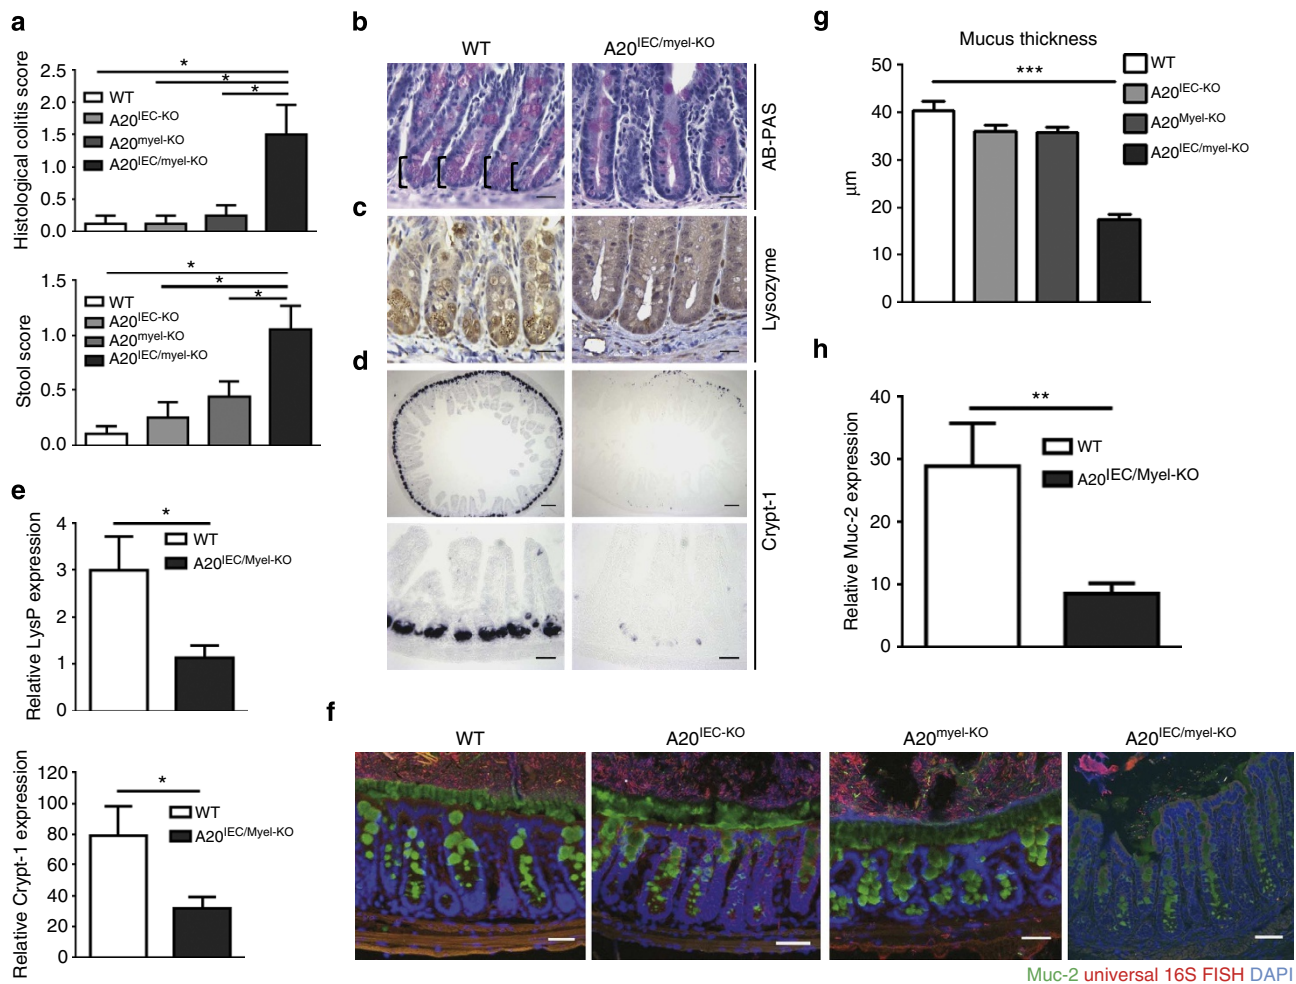 a
Histological colitis score
2.5
2.0
1.5
1.0
0.5
0.0
*
*
*
WT
A20IEC-KO
A20myel-KO
A20IEC/myel-KO
Stool score
1.5
1.0
0.5
0.0
*
*
*
WT
A20IEC-KO
A20myel-KO
A20IEC/myel-KO
b
WT
A20IEC/myel-KO
AB-PAS
c
Lysozyme
d
Crypt-1
e
Relative LysP expression
4
3
2
1
0
*
WT
A20IEC/Myel-KO
Relative Crypt-1 expression
120
100
80
60
40
20
0
*
WT
A20IEC/Myel-KO
f
WT
A20IEC-KO
A20myel-KO
A20IEC/myel-KO
Muc-2 universal 16S FISH DAPI
g
Mucus thickness
µm
50
40
30
20
10
0
***
WT
A20IEC-KO
A20Myel-KO
A20IEC/myel-KO
h
Relative Muc-2 expression
40
30
20
10
0
**
WT
A20IEC/Myel-KO